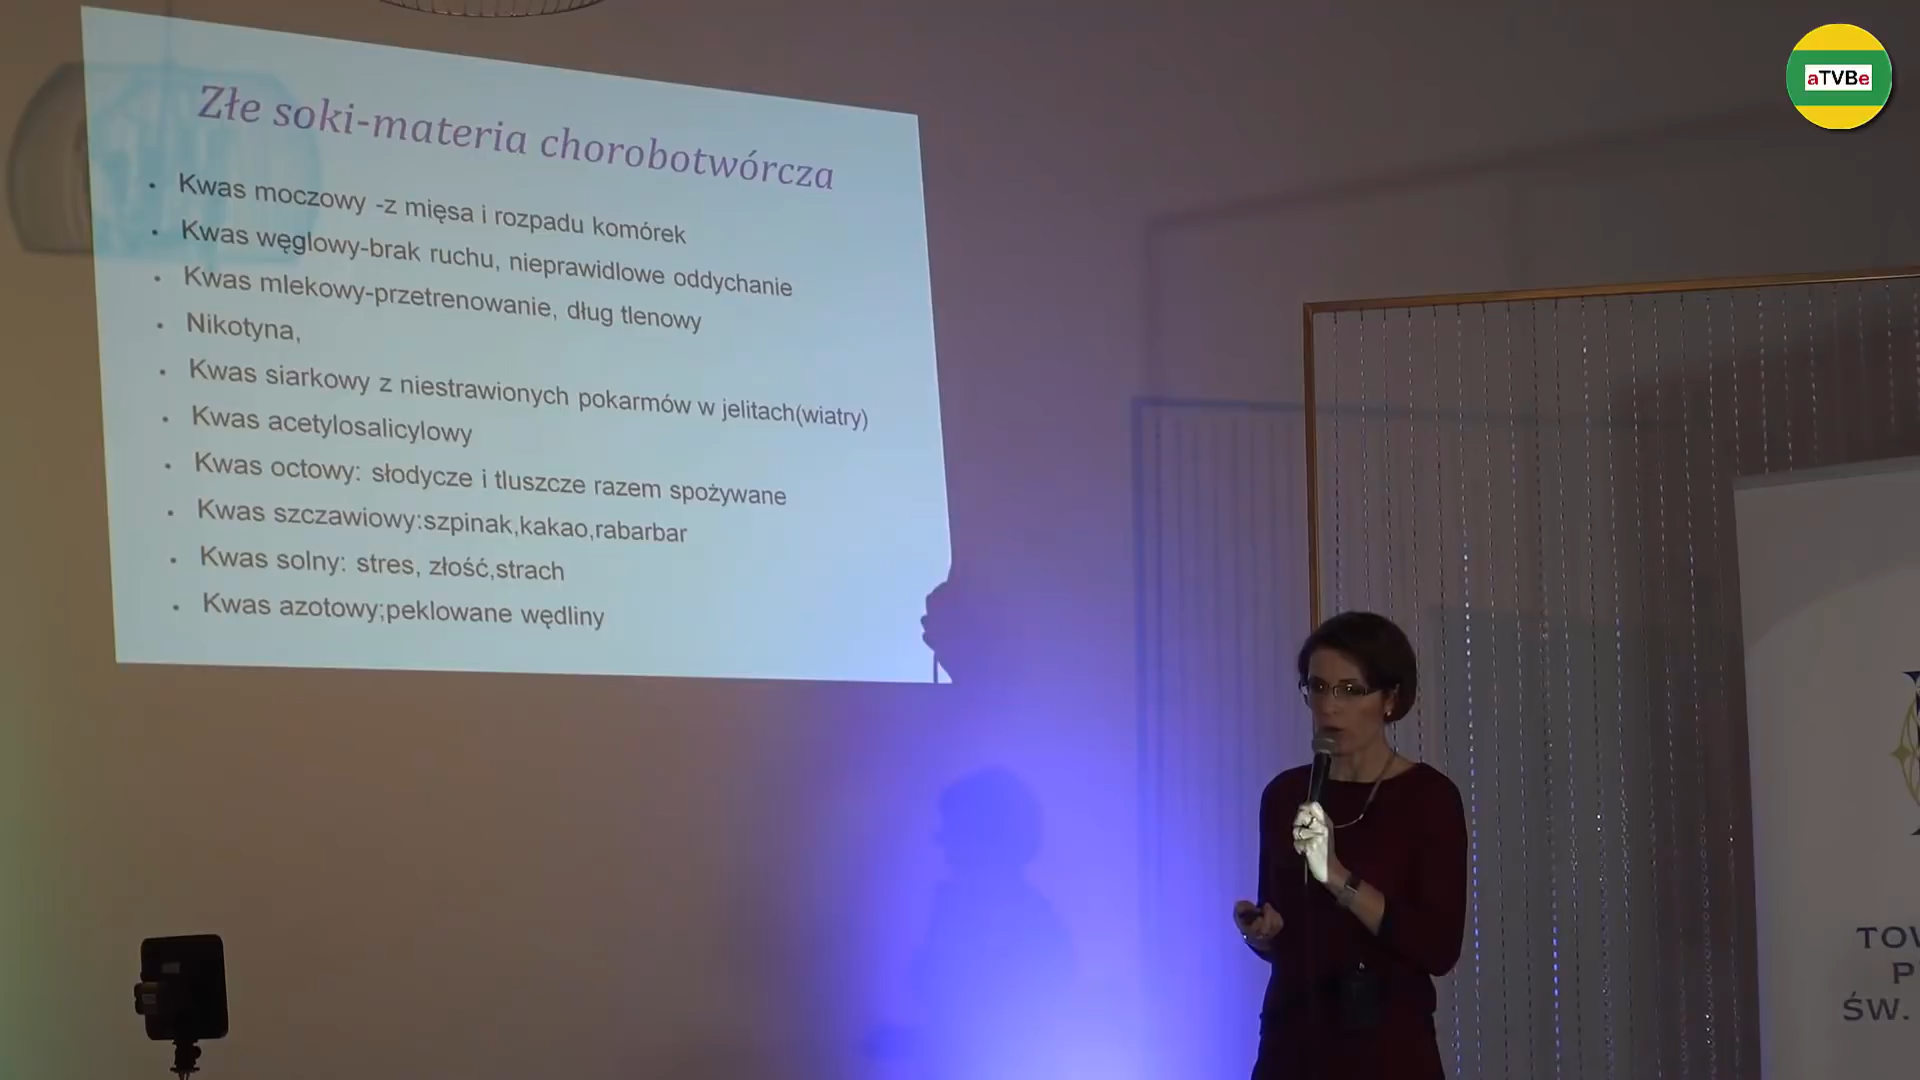 aTVBe
Złe soki-materia chorobotwórcza
Kwas moczowy -z mięsa i rozpadu komórek
Kwas węglowy-brak ruchu, nieprawidlowe oddychanie
Kwas mlekowy-przetrenowanie, dług tlenowy
Nikotyna,
Kwas siarkowy z niestrawionych pokarmów w jelitach(wiatry)
Kwas acetylosalicylowy
Kwas octowy: słodycze i tluszcze razem spożywane
Kwas szczawiowy:szpinak,kakao,rabarbar
Kwas solny: stres, złość,strach
Kwas azotowy;peklowane wędliny
TOW
P
ŚW.